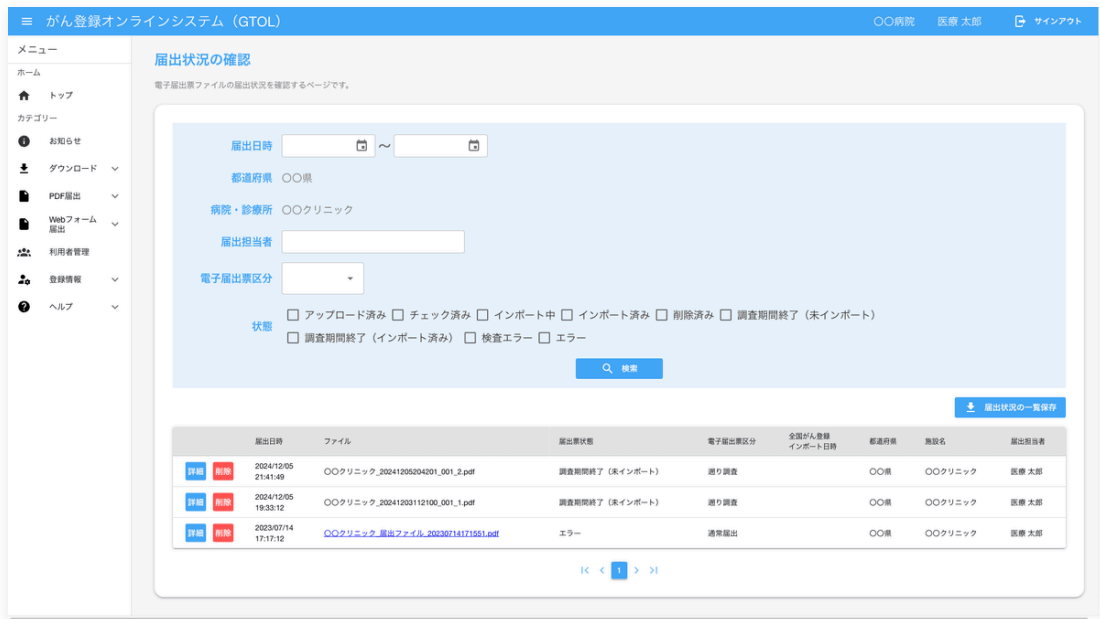 がん登録オンラインシステム（GTOL）
〇〇病院 医療 太郎 サインアウト
メニュー
ホーム
トップ
カテゴリー
お知らせ
ダウンロード
PDF届出
Webフォーム
届出
利用者管理
登録情報
ヘルプ
届出状況の確認
電子届出票ファイルの届出状況を確認するページです。
届出日時 ～
都道府県 〇〇県
病院・診療所 〇〇クリニック
届出担当者
電子届出票区分
状態
アップロード済み チェック済み インポート中 インポート済み 削除済み 調査期間終了（未インポート）
調査期間終了（インポート済み） 検査エラー エラー
検索
届出状況の一覧保存
届出日時 ファイル 届出票状態 電子届出票区分 全国がん登録 インポート日時 都道府県 施設名 届出担当者
詳細 削除 2024/12/05 21:41:49 〇〇クリニック_20241205204201_001_2.pdf 調査期間終了（未インポート） 遡り調査 〇〇県 〇〇クリニック 医療 太郎
詳細 削除 2024/12/05 19:33:12 〇〇クリニック_20241203112100_001_1.pdf 調査期間終了（未インポート） 遡り調査 〇〇県 〇〇クリニック 医療 太郎
詳細 削除 2023/07/14 17:17:12 〇〇クリニック_届出ファイル_20230714171551.pdf エラー 通常届出 〇〇県 〇〇クリニック 医療 太郎
1